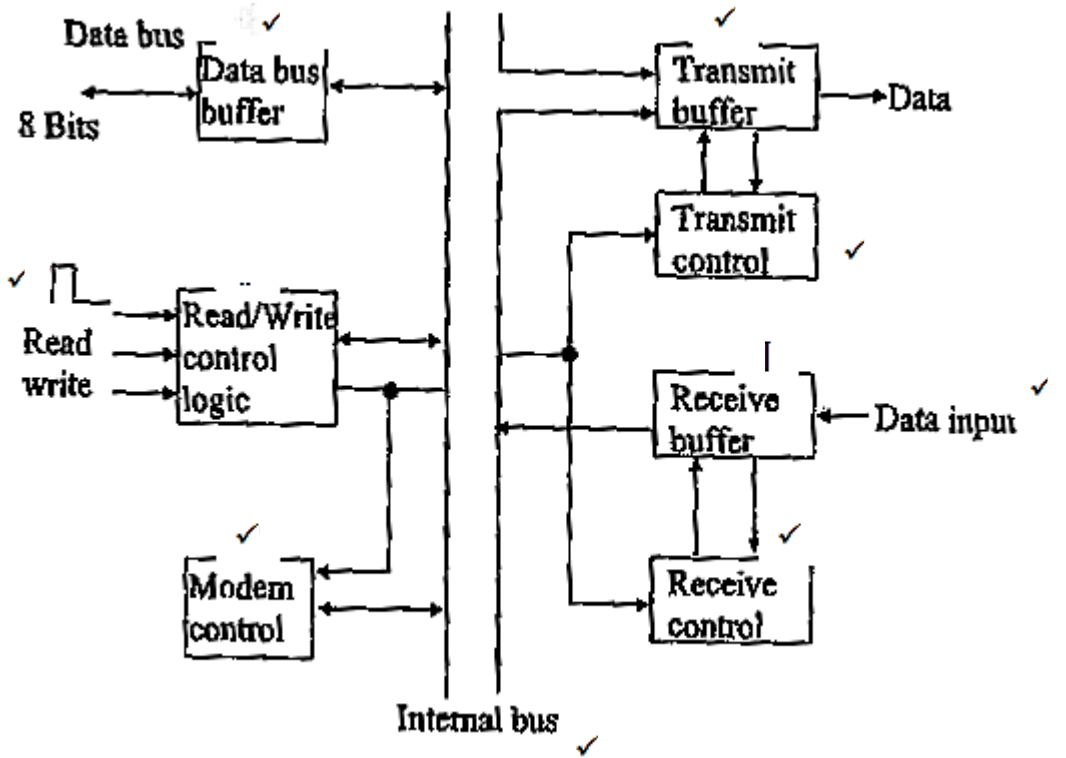 Data bus
8 Bits
Data bus
buffer
Transmit
buffer
Data
Transmit
control
Read
write
Read/Write
control
logic
Receive
buffer
Data input
Modem
control
Receive
control
Internal bus